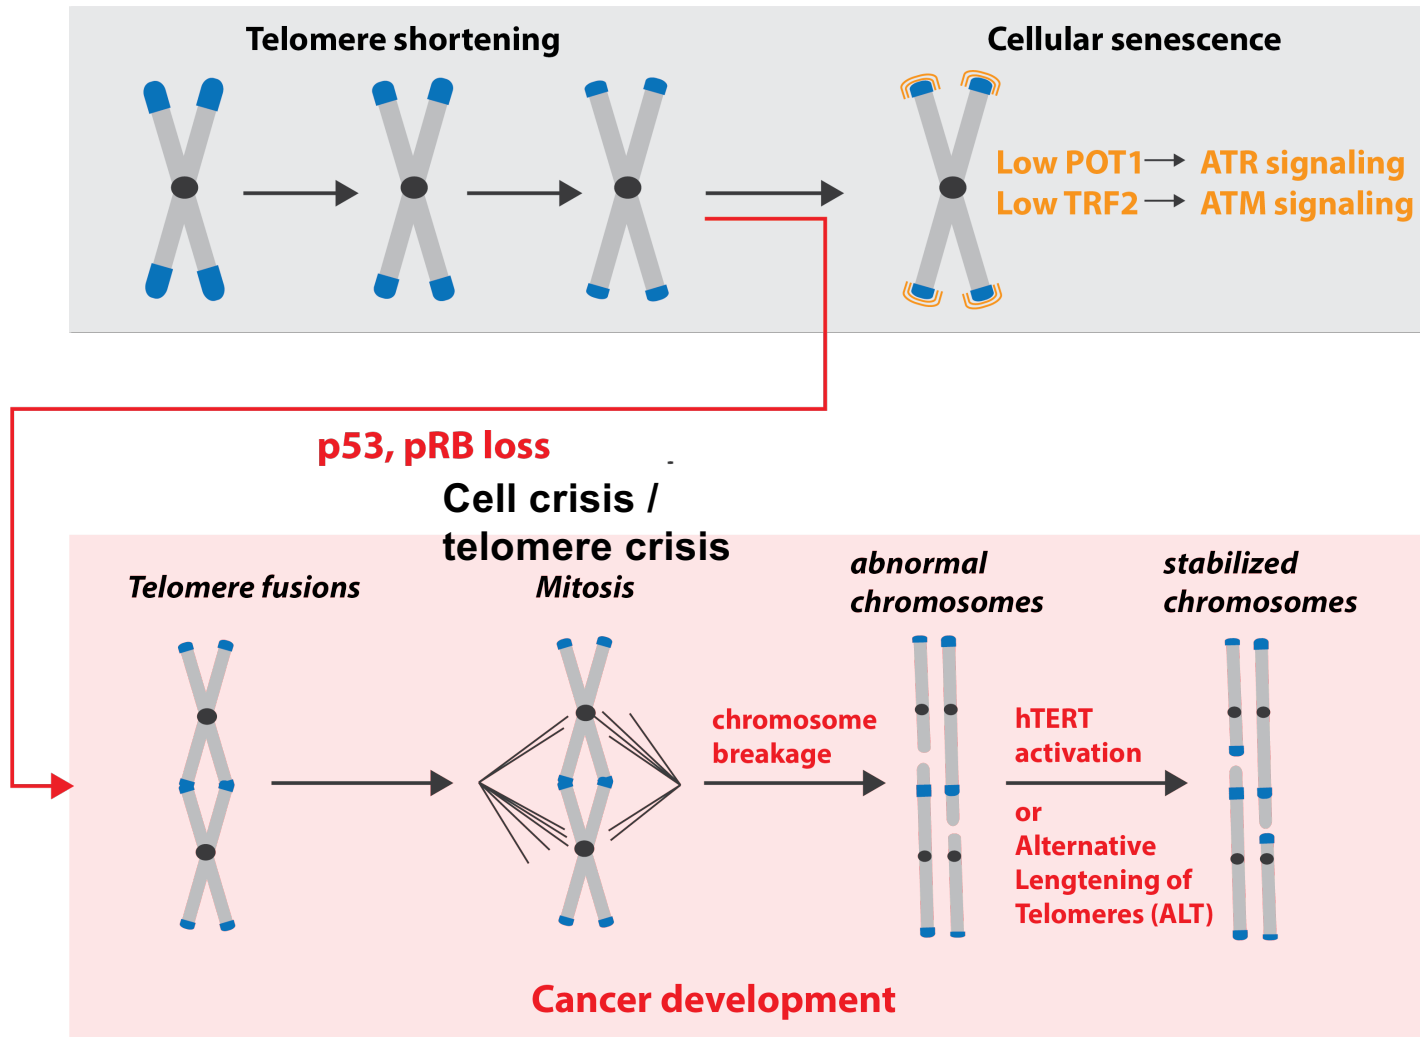 Telomere shortening
Cellular senescence
Low POT1 → ATR signaling
Low TRF2 → ATM signaling
p53, pRB loss
-
Cell crisis /
telomere crisis
Telomere fusions
Mitosis
abnormal
chromosomes
stabilized
chromosomes
chromosome
breakage
hTERT
activation
or
Alternative
Lengtening of
Telomeres (ALT)
Cancer development